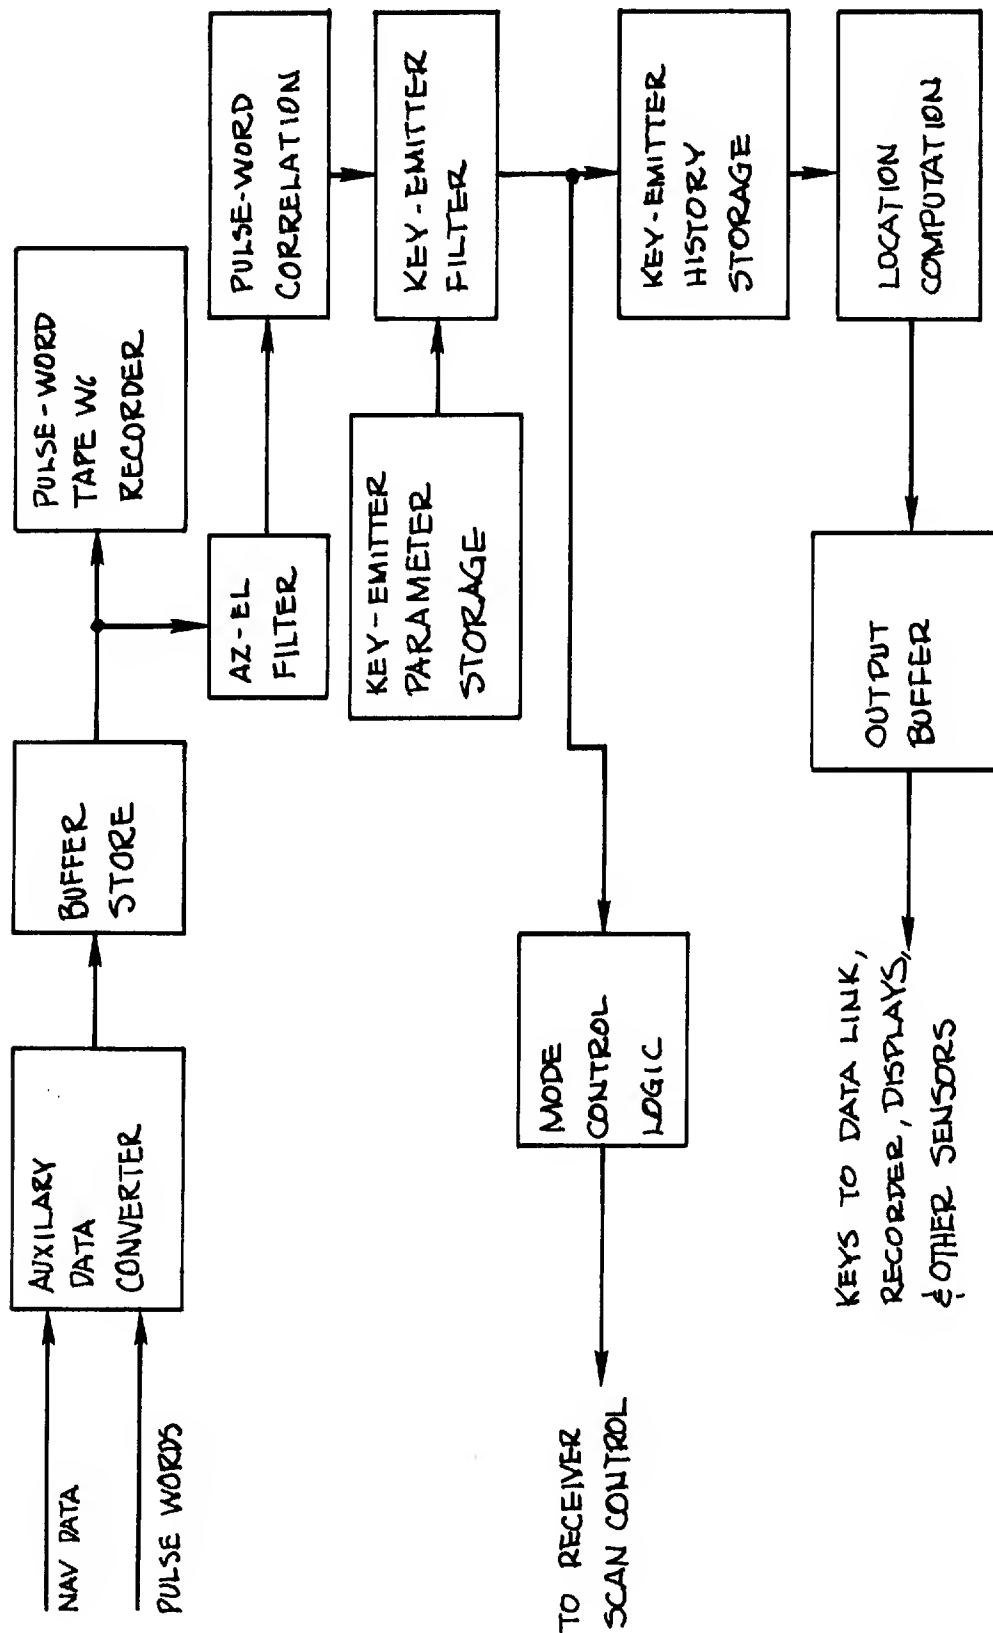 NAV DATA
PULSE WORDS
AUXILARY
DATA
CONVERTER
BUFFER
STORE
PULSE-WORD
TAPE WC
RECORDER
AZ-EL
FILTER
PULSE-WORD
CORRELATION
KEY-EMITTER
PARAMETER
STORAGE
KEY-EMITTER
FILTER
TO RECEIVER
SCAN CONTROL
MODE
CONTROL
LOGIC
KEY-EMITTER
HISTORY
STORAGE
LOCATION
COMPUTATION
OUTPUT
BUFFER
KEYS TO DATA LINK,
RECORDER, DISPLAYS,
& OTHER SENSORS